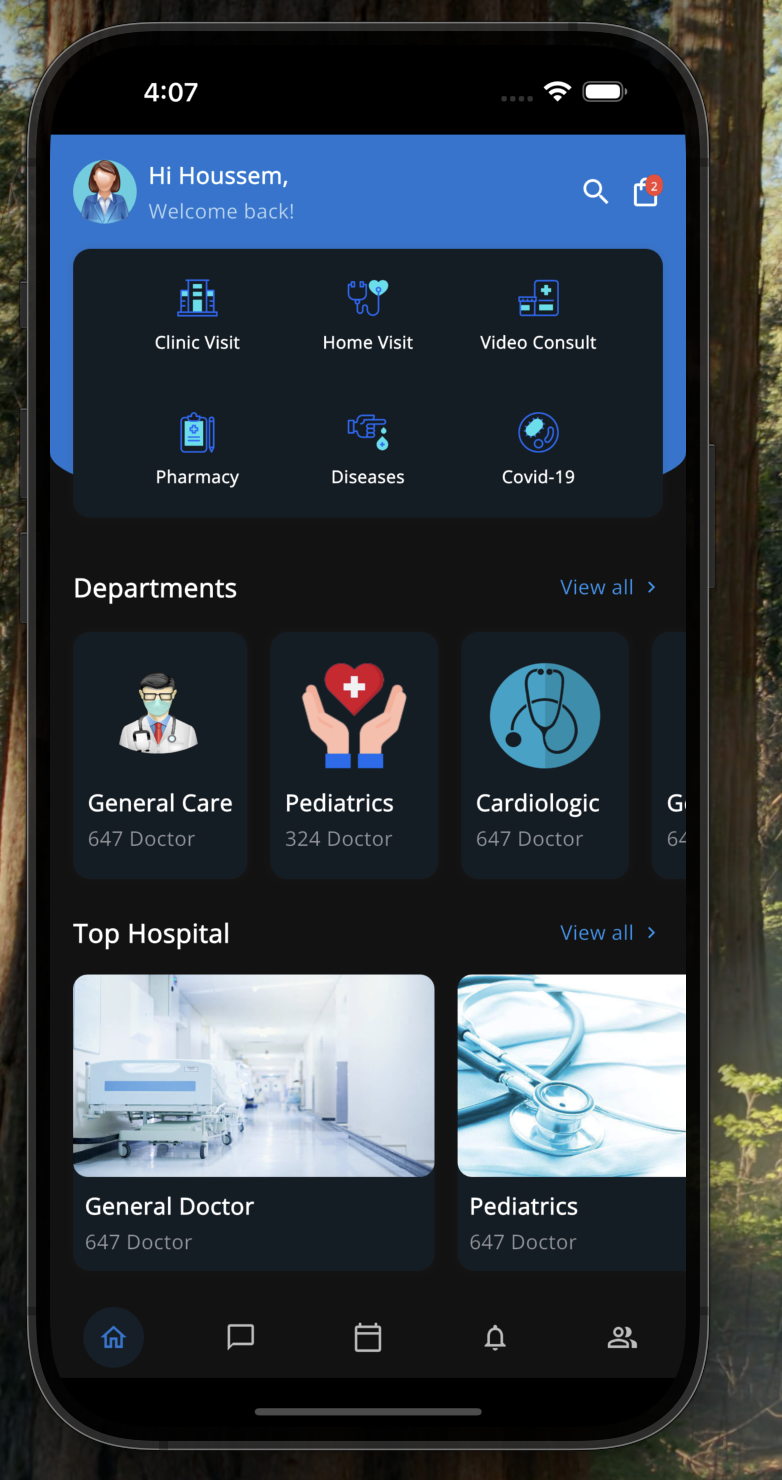 4:07
Hi Houssem,
Welcome back!
2
Clinic Visit
Home Visit
Video Consult
Pharmacy
Diseases
Covid-19
Departments
View all
General Care
647 Doctor
Pediatrics
324 Doctor
Cardiologic
647 Doctor
G
64
Top Hospital
View all
General Doctor
647 Doctor
Pediatrics
647 Doctor